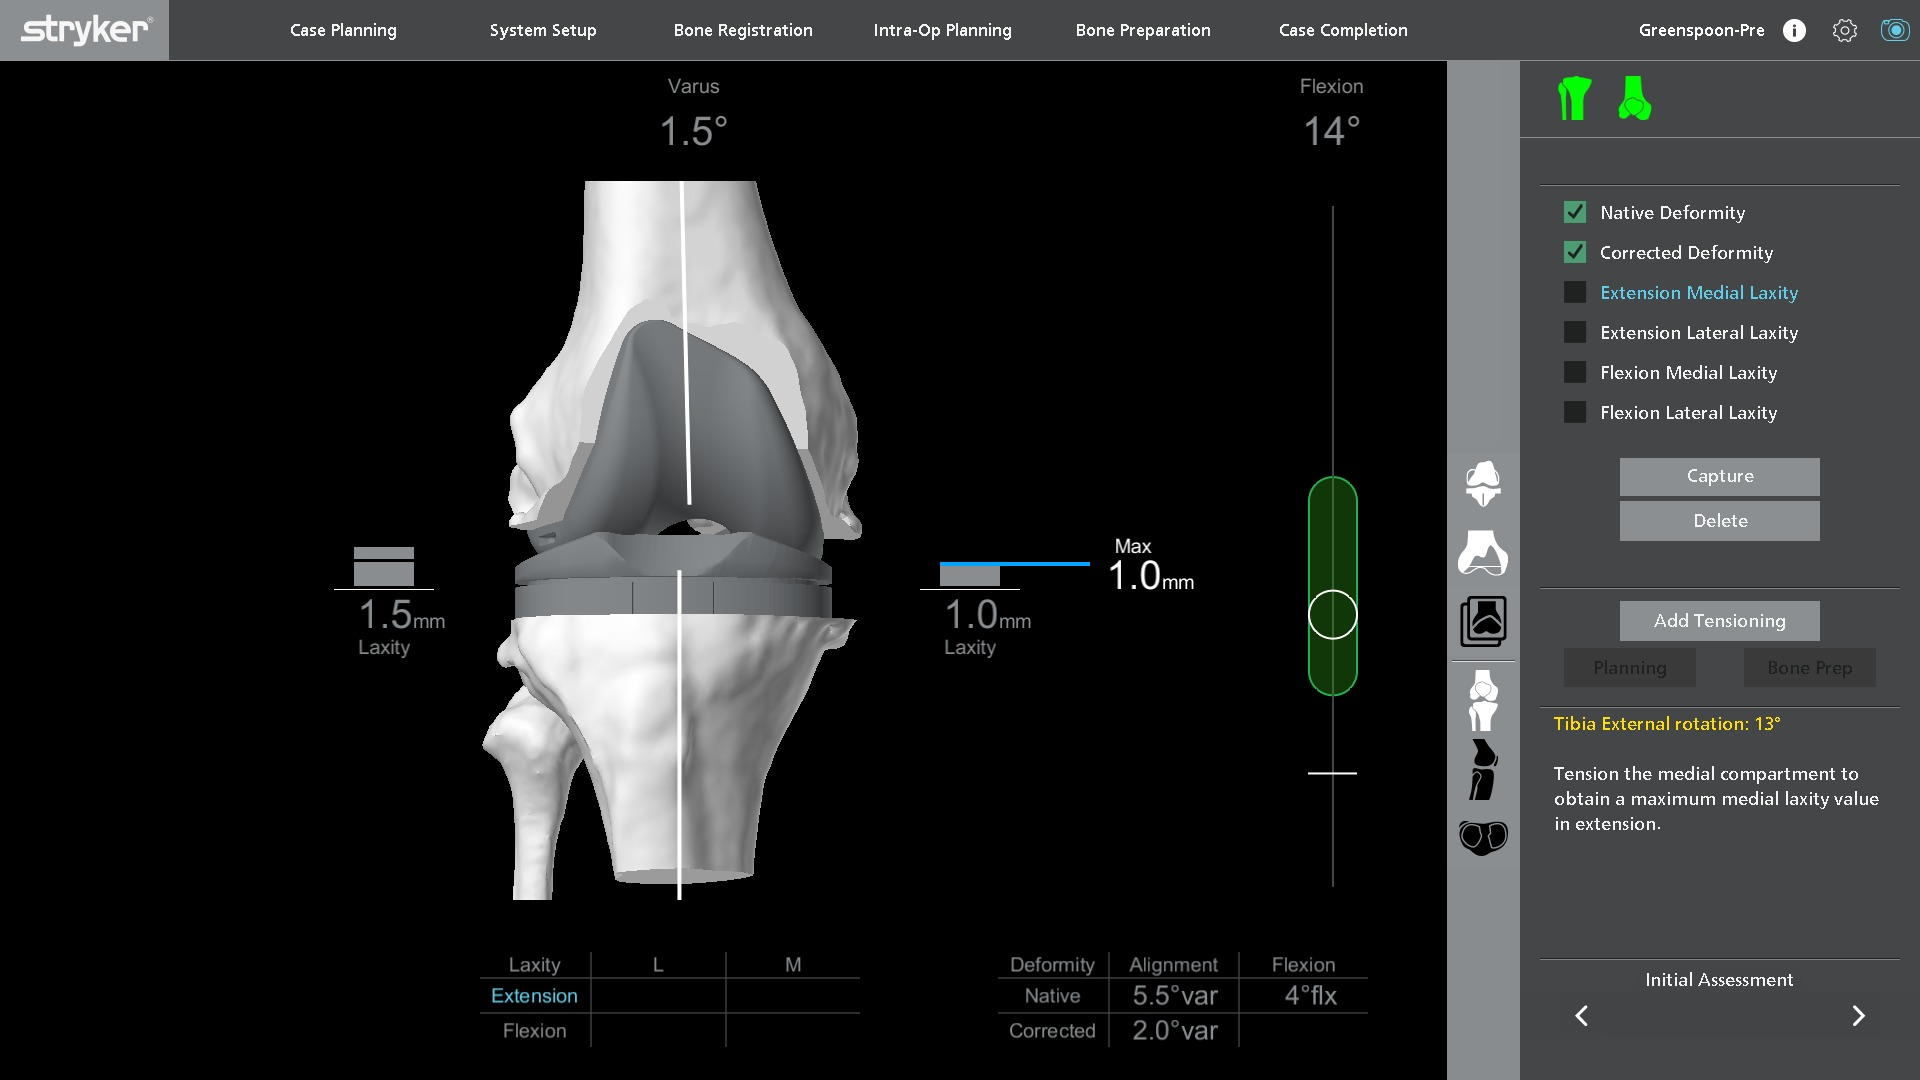 stryker®
Case Planning
System Setup
Bone Registration
Intra-Op Planning
Bone Preparation
Case Completion
Greenspoon-Pre
Varus
1.5°
Flexion
14°
Native Deformity
Corrected Deformity
Extension Medial Laxity
Extension Lateral Laxity
Flexion Medial Laxity
Flexion Lateral Laxity
Capture
Delete
Max
1.0mm
1.5mm
Laxity
1.0mm
Laxity
Add Tensioning
Planning
Bone Prep
Tibia External rotation: 13°
Tension the medial compartment to
obtain a maximum medial laxity value
in extension.
Laxity L M
Extension
Flexion
Deformity Alignment Flexion
Native 5.5°var 4°flx
Corrected 2.0°var
Initial Assessment